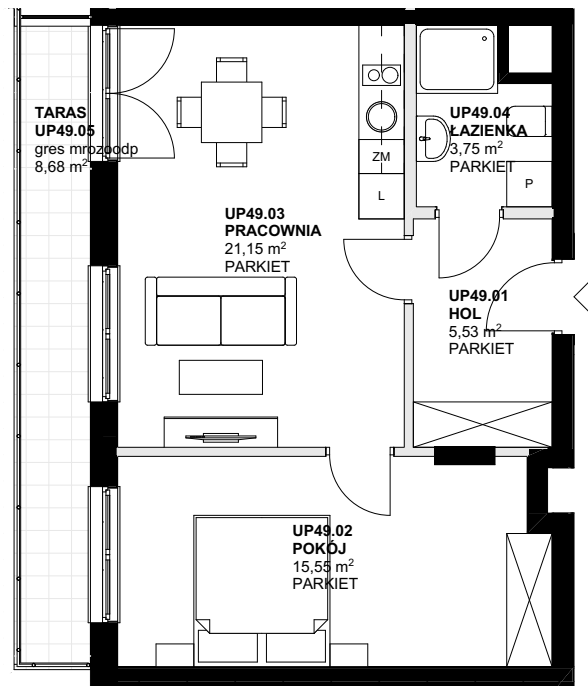 TARAS
UP49.05
gres mrozoodp
8,68 m²
UP49.04
ŁAZIENKA
3,75 m²
PARKIET
ZM
L
P
UP49.03
PRACOWNIA
21,15 m²
PARKIET
UP49.01
HOL
5,53 m²
PARKIET
UP49.02
POKÓJ
15,55 m²
PARKIET